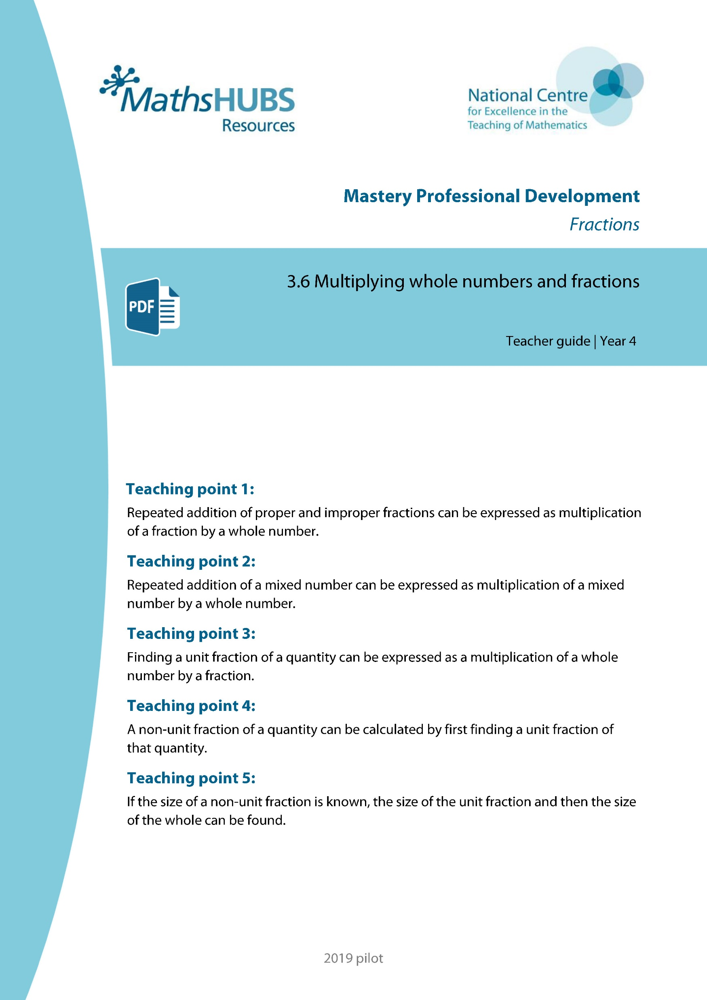 MathsHUBS
Resources
National Centre
for Excellence in the
Teaching of Mathematics
Mastery Professional Development
Fractions
3.6 Multiplying whole numbers and fractions
PDF
Teacher guide | Year 4
Teaching point 1:
Repeated addition of proper and improper fractions can be expressed as multiplication
of a fraction by a whole number.
Teaching point 2:
Repeated addition of a mixed number can be expressed as multiplication of a mixed
number by a whole number.
Teaching point 3:
Finding a unit fraction of a quantity can be expressed as a multiplication of a whole
number by a fraction.
Teaching point 4:
A non-unit fraction of a quantity can be calculated by first finding a unit fraction of
that quantity.
Teaching point 5:
If the size of a non-unit fraction is known, the size of the unit fraction and then the size
of the whole can be found.
2019 pilot